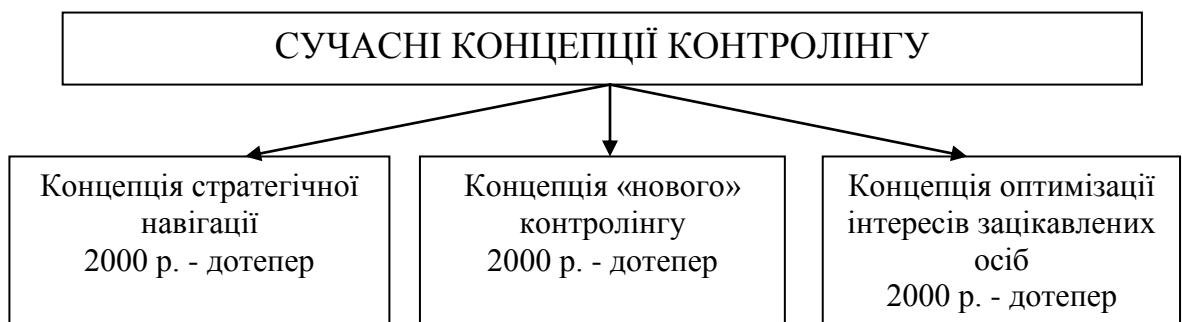 СУЧАСНІ КОНЦЕПЦІЇ КОНТРОЛІНГУ
Концепція стратегічної
навігації
2000 р. - дотепер
Концепція «нового»
контролінгу
2000 р. - дотепер
Концепція оптимізації
інтересів зацікавлених
осіб
2000 р. - дотепер